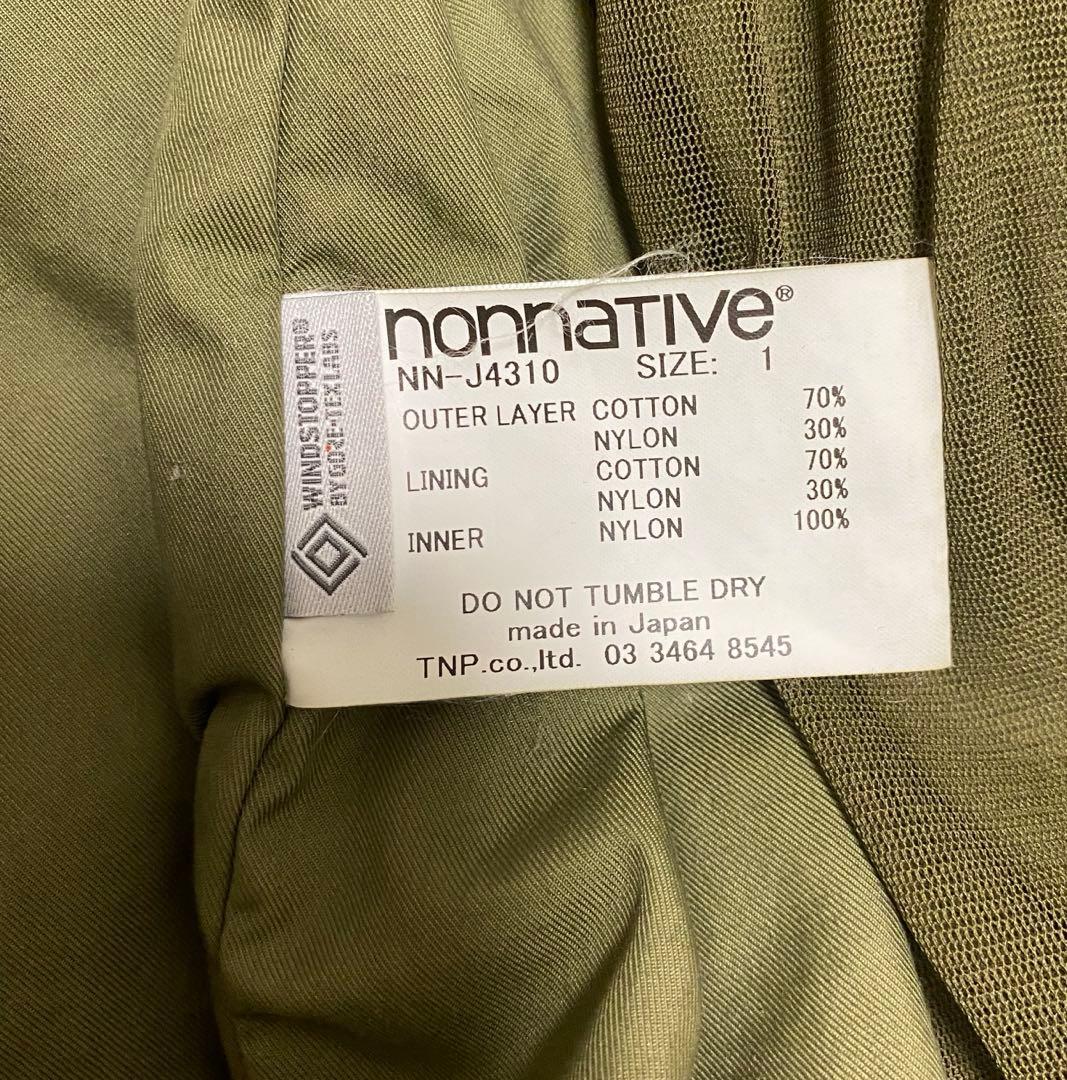 WINDSTOPPER®
BY GORE-TEX LABS
nonnative®
NN-J4310 SIZE: 1
OUTER LAYER COTTON 70%
NYLON 30%
LINING COTTON 70%
NYLON 30%
INNER NYLON 100%
DO NOT TUMBLE DRY
made in Japan
TNP.co.,ltd. 03 3464 8545